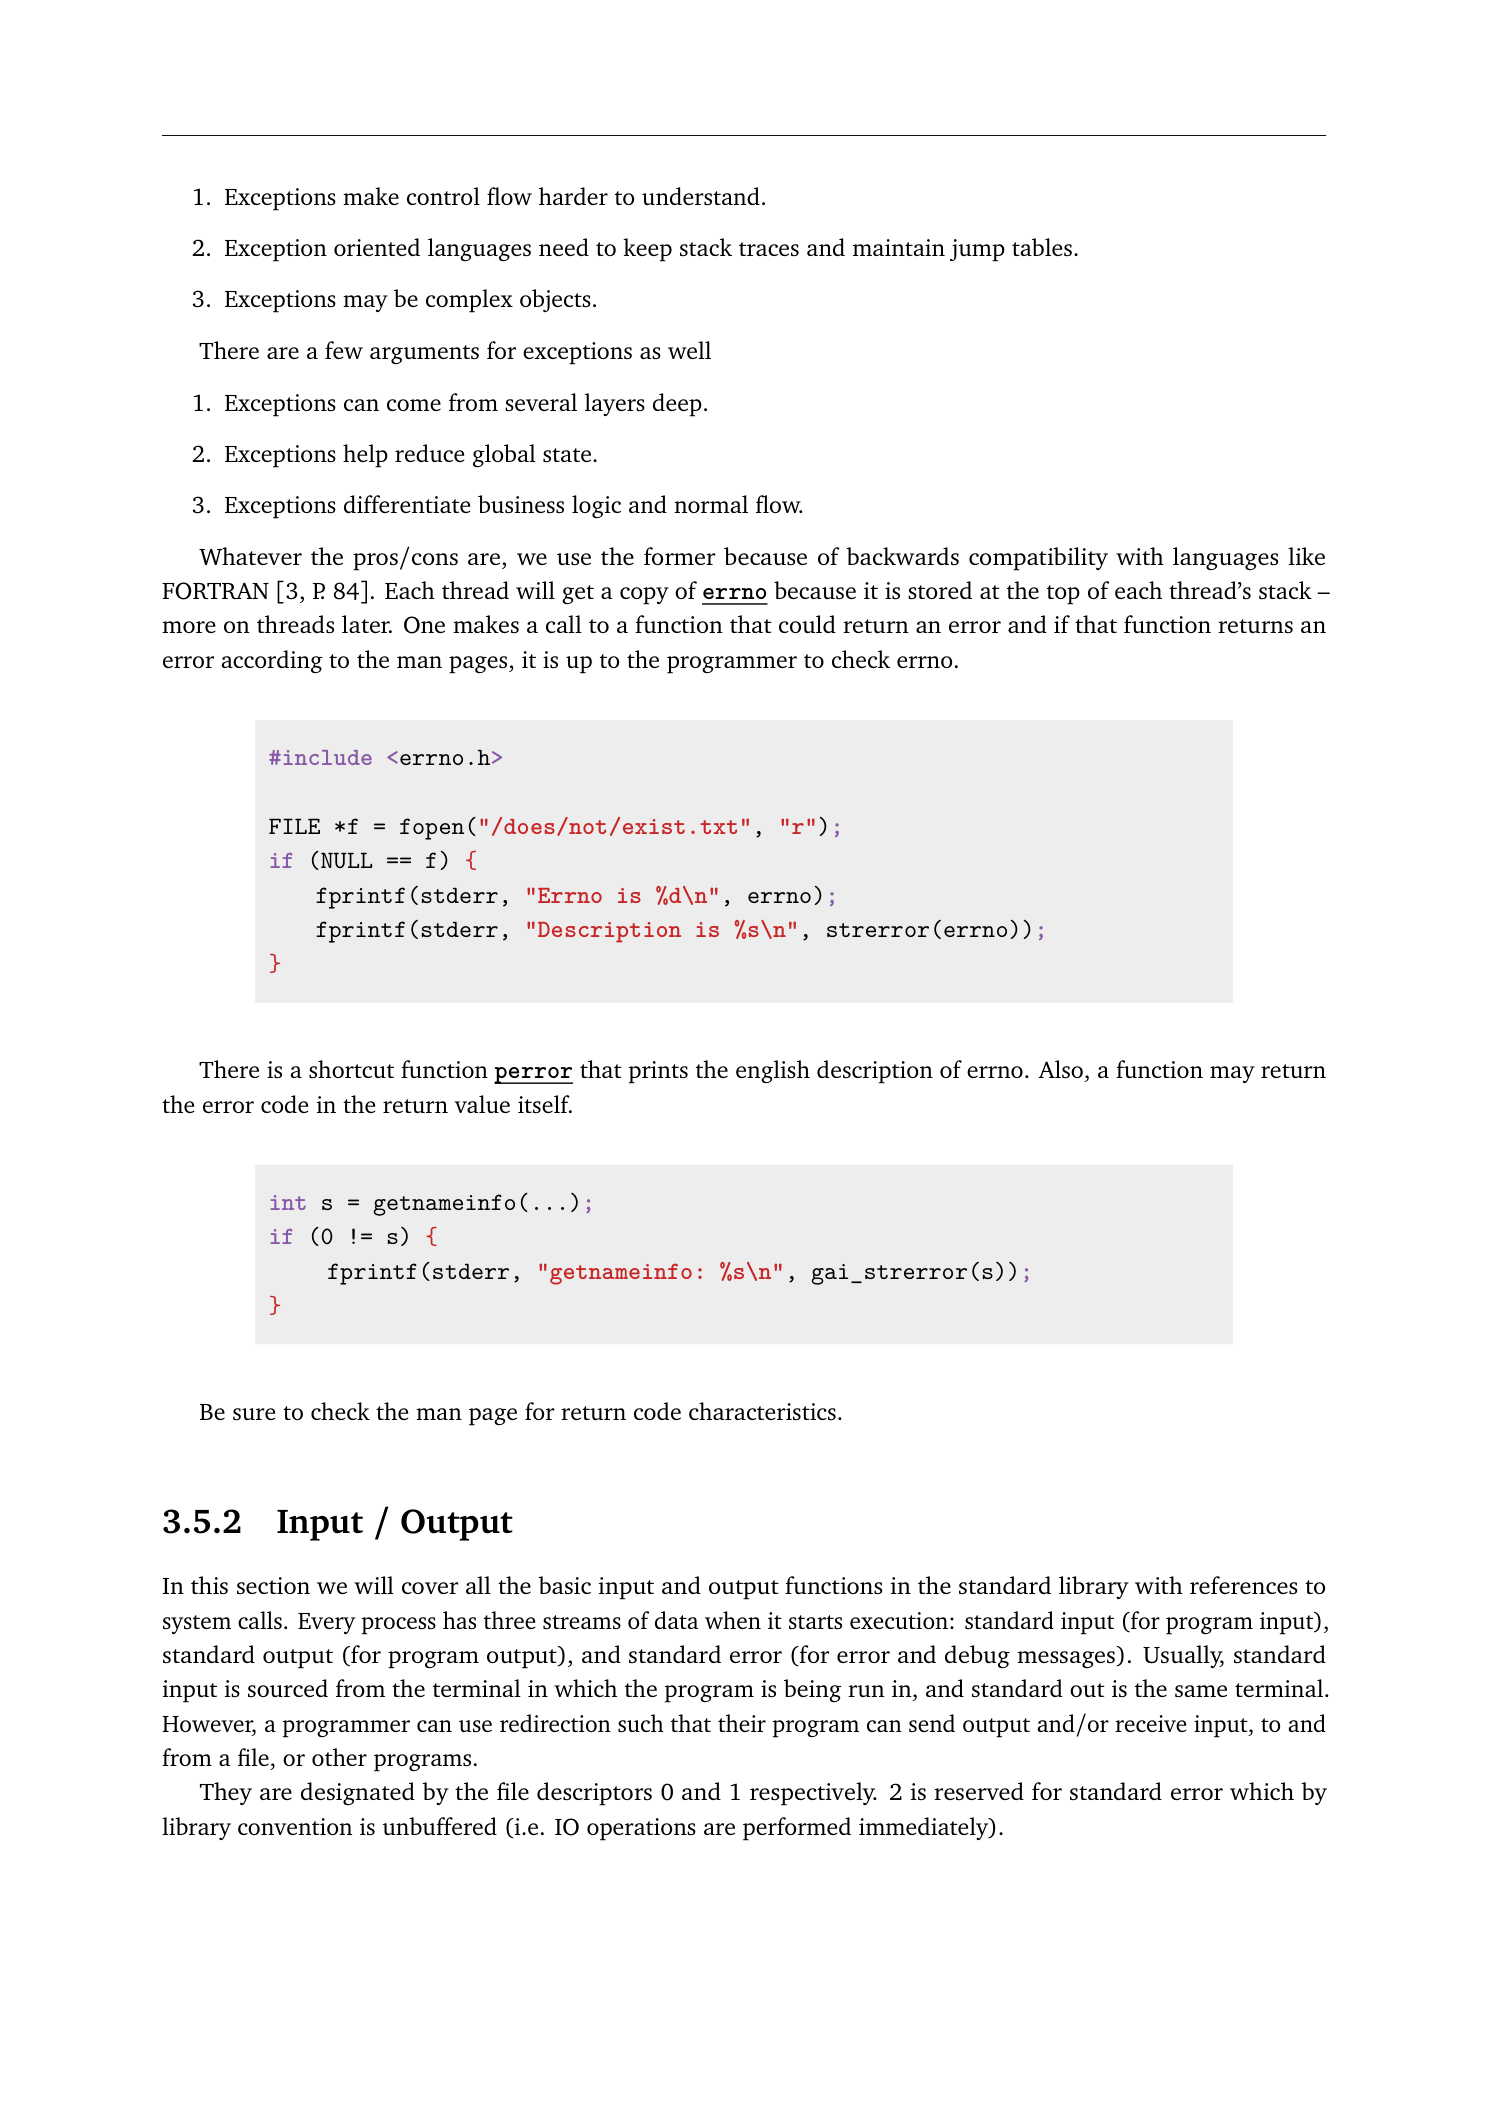 1. Exceptions make control flow harder to understand.
2. Exception oriented languages need to keep stack traces and maintain jump tables.
3. Exceptions may be complex objects.
There are a few arguments for exceptions as well
1. Exceptions can come from several layers deep.
2. Exceptions help reduce global state.
3. Exceptions differentiate business logic and normal flow.
Whatever the pros/cons are, we use the former because of backwards compatibility with languages like
FORTRAN [3, P. 84]. Each thread will get a copy of errno because it is stored at the top of each thread’s stack –
more on threads later. One makes a call to a function that could return an error and if that function returns an
error according to the man pages, it is up to the programmer to check errno.
#include <errno.h>
FILE *f = fopen("/does/not/exist.txt", "r");
if (NULL == f) {
fprintf(stderr, "Errno is %d\n", errno);
fprintf(stderr, "Description is %s\n", strerror(errno));
}
There is a shortcut function perror that prints the english description of errno. Also, a function may return
the error code in the return value itself.
int s = getnameinfo(...);
if (0 != s) {
fprintf(stderr, "getnameinfo: %s\n", gai_strerror(s));
}
Be sure to check the man page for return code characteristics.
3.5.2 Input / Output
In this section we will cover all the basic input and output functions in the standard library with references to
system calls. Every process has three streams of data when it starts execution: standard input (for program input),
standard output (for program output), and standard error (for error and debug messages). Usually, standard
input is sourced from the terminal in which the program is being run in, and standard out is the same terminal.
However, a programmer can use redirection such that their program can send output and/or receive input, to and
from a file, or other programs.
They are designated by the file descriptors 0 and 1 respectively. 2 is reserved for standard error which by
library convention is unbuffered (i.e. IO operations are performed immediately).